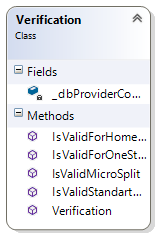 Verification
Class
Fields
_dbProviderCo...
Methods
IsValidForHome...
IsValidForOneSt...
IsValidMicroSplit
IsValidStandart...
Verification